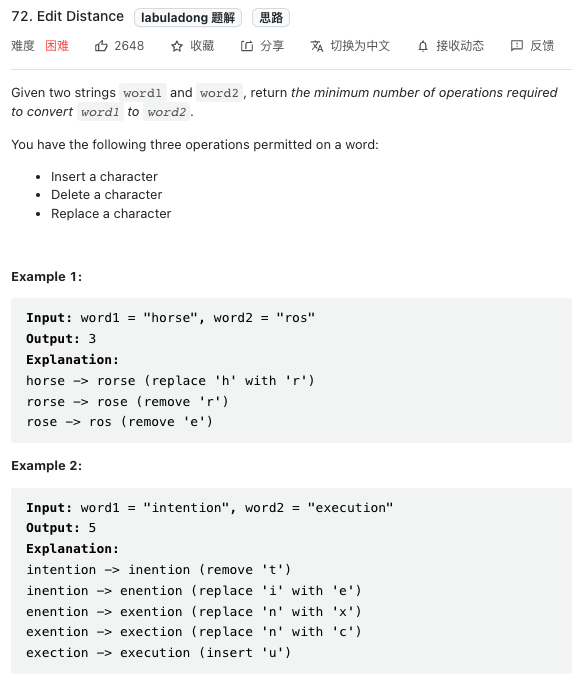 72. Edit Distance labuladong 题解 思路
难度 困难 2648 收藏 分享 切换为中文 接收动态 反馈
Given two strings word1 and word2, return the minimum number of operations required
to convert word1 to word2.
You have the following three operations permitted on a word:
• Insert a character
• Delete a character
• Replace a character
Example 1:
Input: word1 = "horse", word2 = "ros"
Output: 3
Explanation:
horse -> rorse (replace 'h' with 'r')
rorse -> rose (remove 'r')
rose -> ros (remove 'e')
Example 2:
Input: word1 = "intention", word2 = "execution"
Output: 5
Explanation:
intention -> inention (remove 't')
inention -> enention (replace 'i' with 'e')
enention -> exention (replace 'n' with 'x')
exention -> exection (replace 'n' with 'c')
exection -> execution (insert 'u')